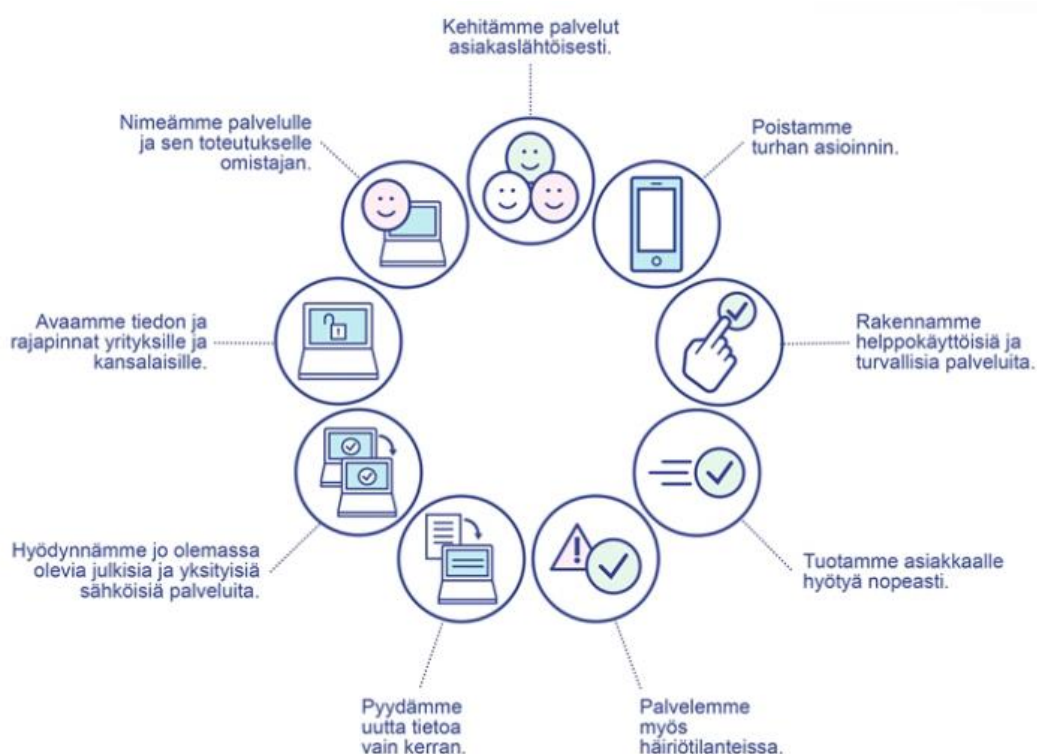 Kehitämme palvelut
asiakaslähtöisesti.
Poistamme
turhan asioinnin.
Rakennamme
helppokäyttöisiä ja
turvallisia palveluita.
Tuotamme asiakkaalle
hyötyä nopeasti.
Palvelemme
myös
häiriötilanteissa.
Pyydämme
uutta tietoa
vain kerran.
Hyödynnämme jo olemassa
olevia julkisia ja yksityisiä
sähköisiä palveluita.
Avaamme tiedon ja
rajapinnat yrityksille ja
kansalaisille.
Nimeämme palvelulle
ja sen toteutukselle
omistajan.